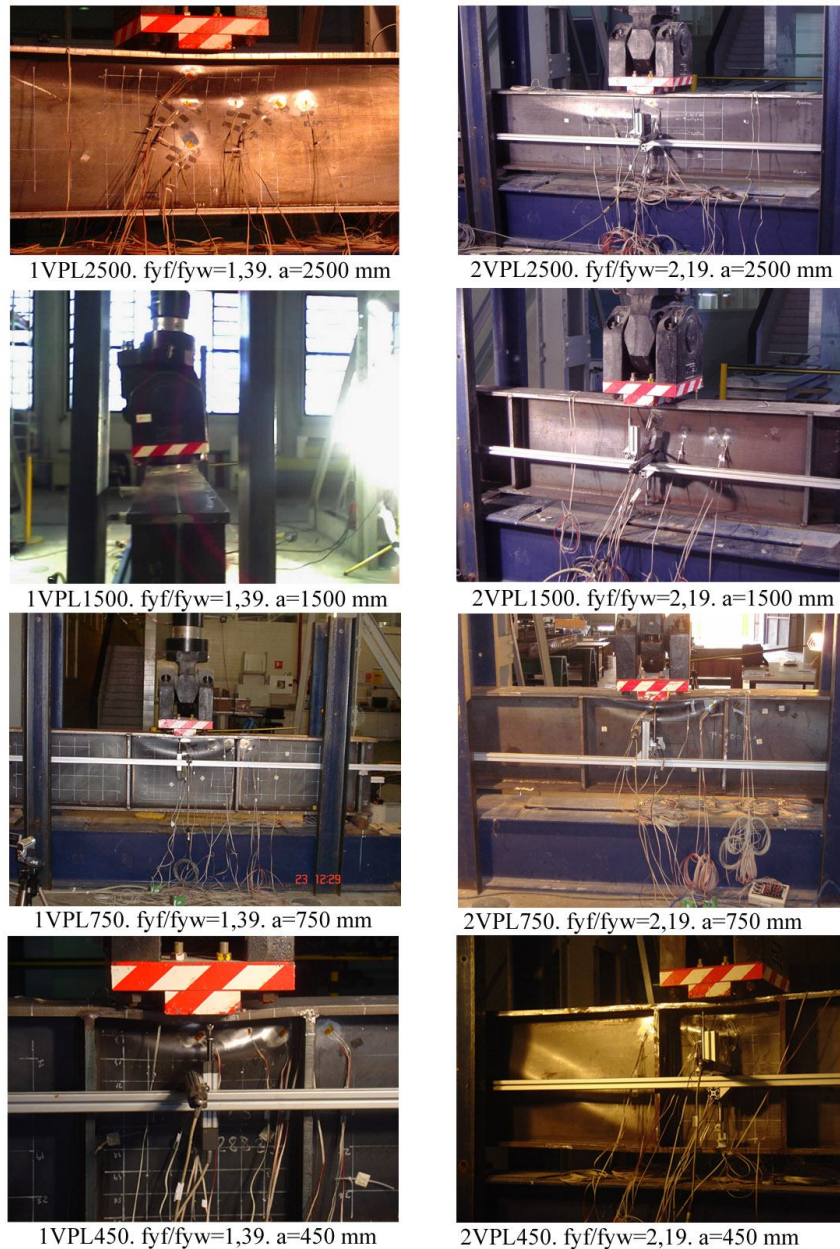 1VPL2500. fyf/fyw=1,39. a=2500 mm
2VPL2500. fyf/fyw=2,19. a=2500 mm
1VPL1500. fyf/fyw=1,39. a=1500 mm
2VPL1500. fyf/fyw=2,19. a=1500 mm
23 12:29
1VPL750. fyf/fyw=1,39. a=750 mm
2VPL750. fyf/fyw=2,19. a=750 mm
1VPL450. fyf/fyw=1,39. a=450 mm
2VPL450. fyf/fyw=2,19. a=450 mm